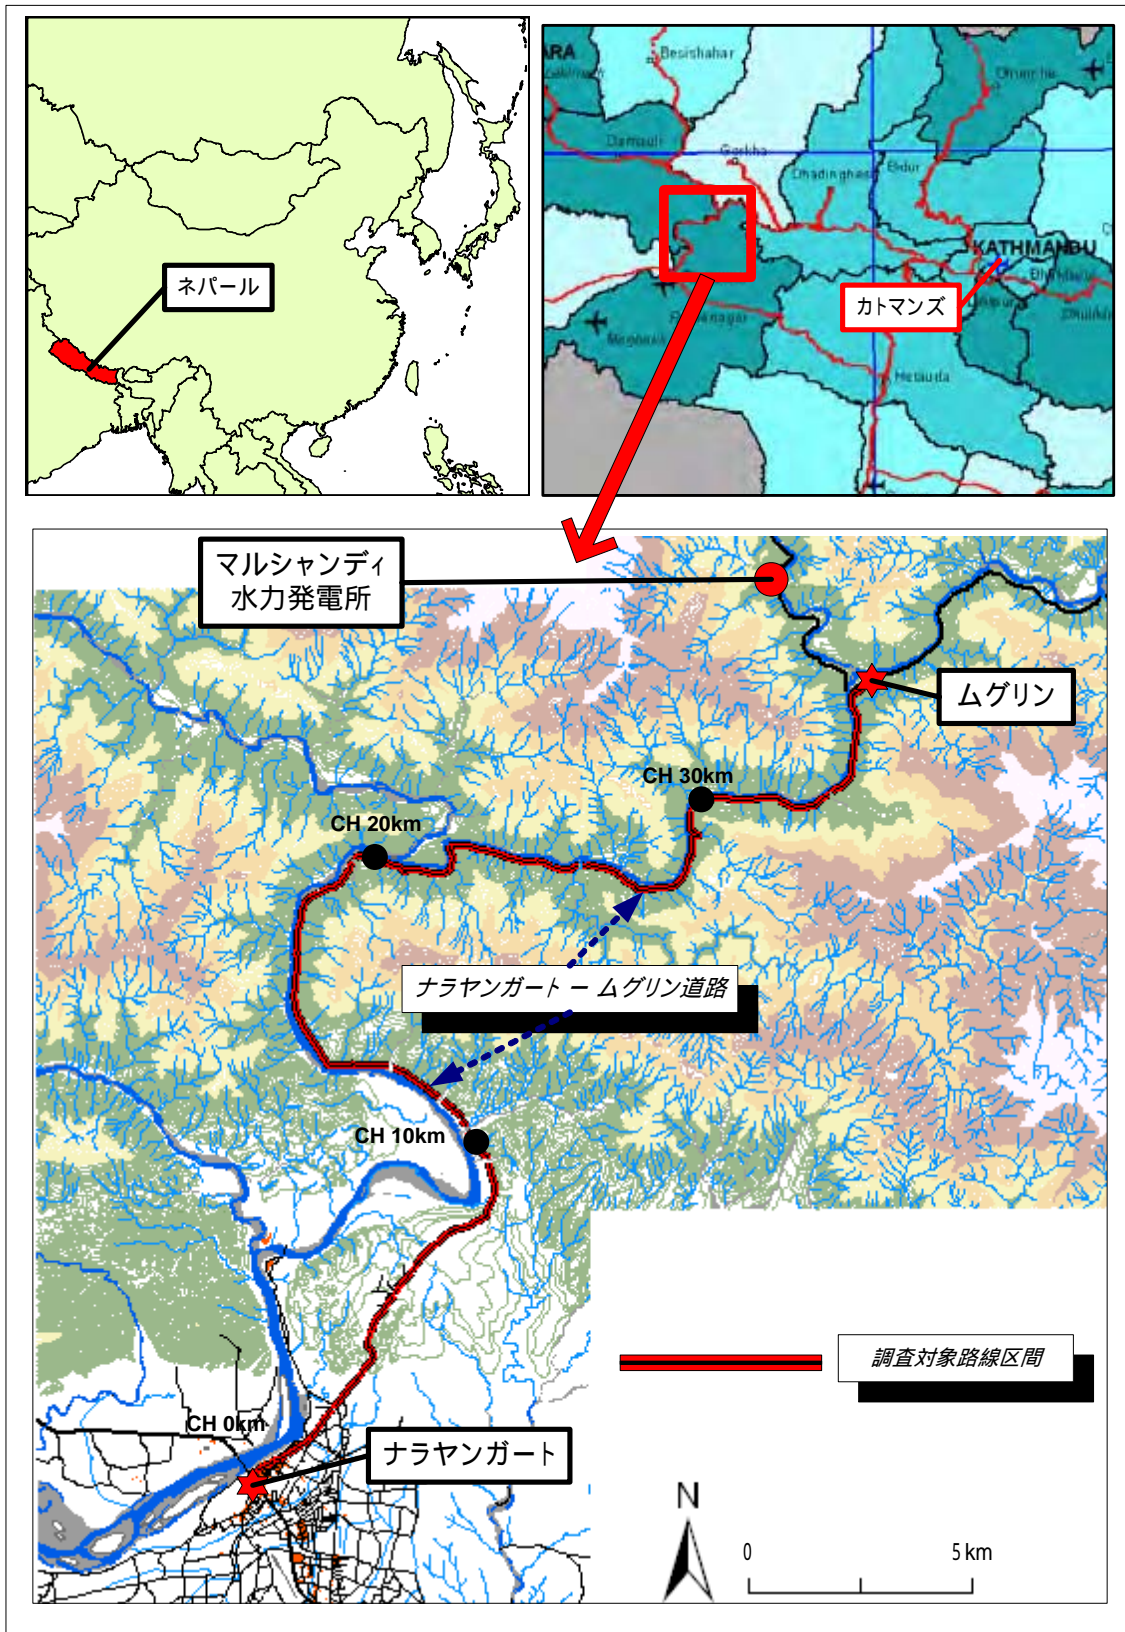 ネパール
ARA
Besishahar
Damauli
Gorkha
Dhadingbesi
Bidur
KATHMANDU
カトマンズ
Hetauda
マルシャンディ
水力発電所
ムグリン
CH 30km
CH 20km
ナラヤンガート － ムグリン道路
CH 10km
調査対象路線区間
CH 0km
ナラヤンガート
N
0
5 km